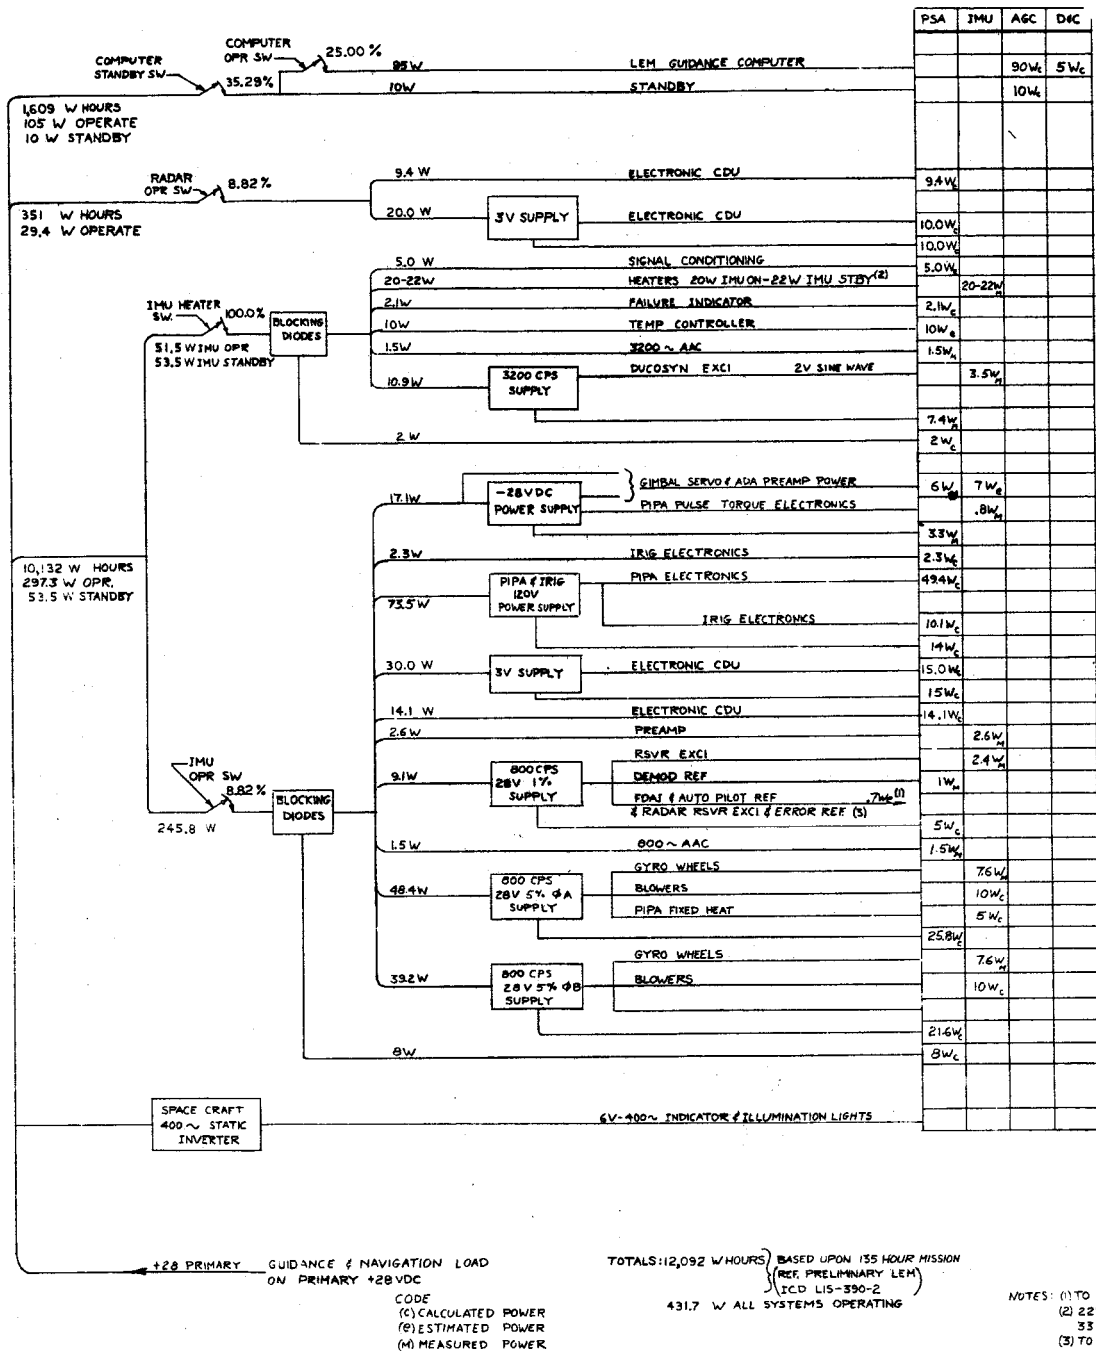 PSA IMU AGC D&C
COMPUTER
OPR SW
25.00 %
COMPUTER
STANDBY SW
35.29%
95W LEM GUIDANCE COMPUTER 90Wc 5Wc
10W STANDBY 10Wc
1,609 W HOURS
105 W OPERATE
10 W STANDBY
RADAR
OPR SW
8.82%
9.4 W ELECTRONIC CDU 9.4Wc
351 W HOURS
29.4 W OPERATE
20.0 W 3V SUPPLY ELECTRONIC CDU 10.0Wc
10.0Wc
5.0 W SIGNAL CONDITIONING 5.0We
20-22W HEATERS 20W IMU ON-22W IMU STBY(2) 20-22WM
IMU HEATER
SW.
100.0%
BLOCKING
DIODES
2.1W FAILURE INDICATOR 2.1Wc
10W TEMP CONTROLLER 10We
51.5 W IMU OPR
53.5 W IMU STANDBY
1.5W 3200 ~ AAC 1.5WM
10.9W 3200 CPS
SUPPLY
DUCOSYN EXCI 2V SINE WAVE 3.5WM
7.4WM
2 W 2Wc
17.1W -28VDC
POWER SUPPLY
GIMBAL SERVO & ADA PREAMP POWER 6W 7We
PIPA PULSE TORQUE ELECTRONICS .8WM
3.3WM
2.3W IRIG ELECTRONICS 2.3Wc
10,132 W HOURS
297.3 W OPR.
53.5 W STANDBY
73.5W PIPA & IRIG
120V
POWER SUPPLY
PIPA ELECTRONICS 49.4Wc
IRIG ELECTRONICS 10.1Wc
14Wc
30.0 W 3V SUPPLY ELECTRONIC CDU 15.0Wc
15Wc
14.1 W ELECTRONIC CDU 14.1Wc
2.6W PREAMP 2.6WM
IMU
OPR SW
8.82%
245.8 W
BLOCKING
DIODES
9.1W 800CPS
28V 1%
SUPPLY
RSVR EXCI 2.4WM
DEMOD REF 1WM
FDAI & AUTO PILOT REF .7We(1)
& RADAR RSVR EXCI & ERROR REF (3)
5Wc
1.5W 800 ~ AAC 1.5WM
48.4W 800 CPS
28V 5% ΦA
SUPPLY
GYRO WHEELS 7.6WM
BLOWERS 10Wc
PIPA FIXED HEAT 5Wc
25.8Wc
39.2W 800 CPS
28V 5% ΦB
SUPPLY
GYRO WHEELS 7.6WM
BLOWERS 10Wc
21.6Wc
8W 8Wc
SPACE CRAFT
400 ~ STATIC
INVERTER
6V-400~ INDICATOR & ILLUMINATION LIGHTS
+28 PRIMARY
GUIDANCE & NAVIGATION LOAD
ON PRIMARY +28VDC
CODE
(C) CALCULATED POWER
(e) ESTIMATED POWER
(M) MEASURED POWER
TOTALS: 12,092 W HOURS
BASED UPON 135 HOUR MISSION
(REF. PRELIMINARY LEM
ICD LIS-390-2)
431.7 W ALL SYSTEMS OPERATING
NOTES: (1) TO
(2) 22
33
(3) TO